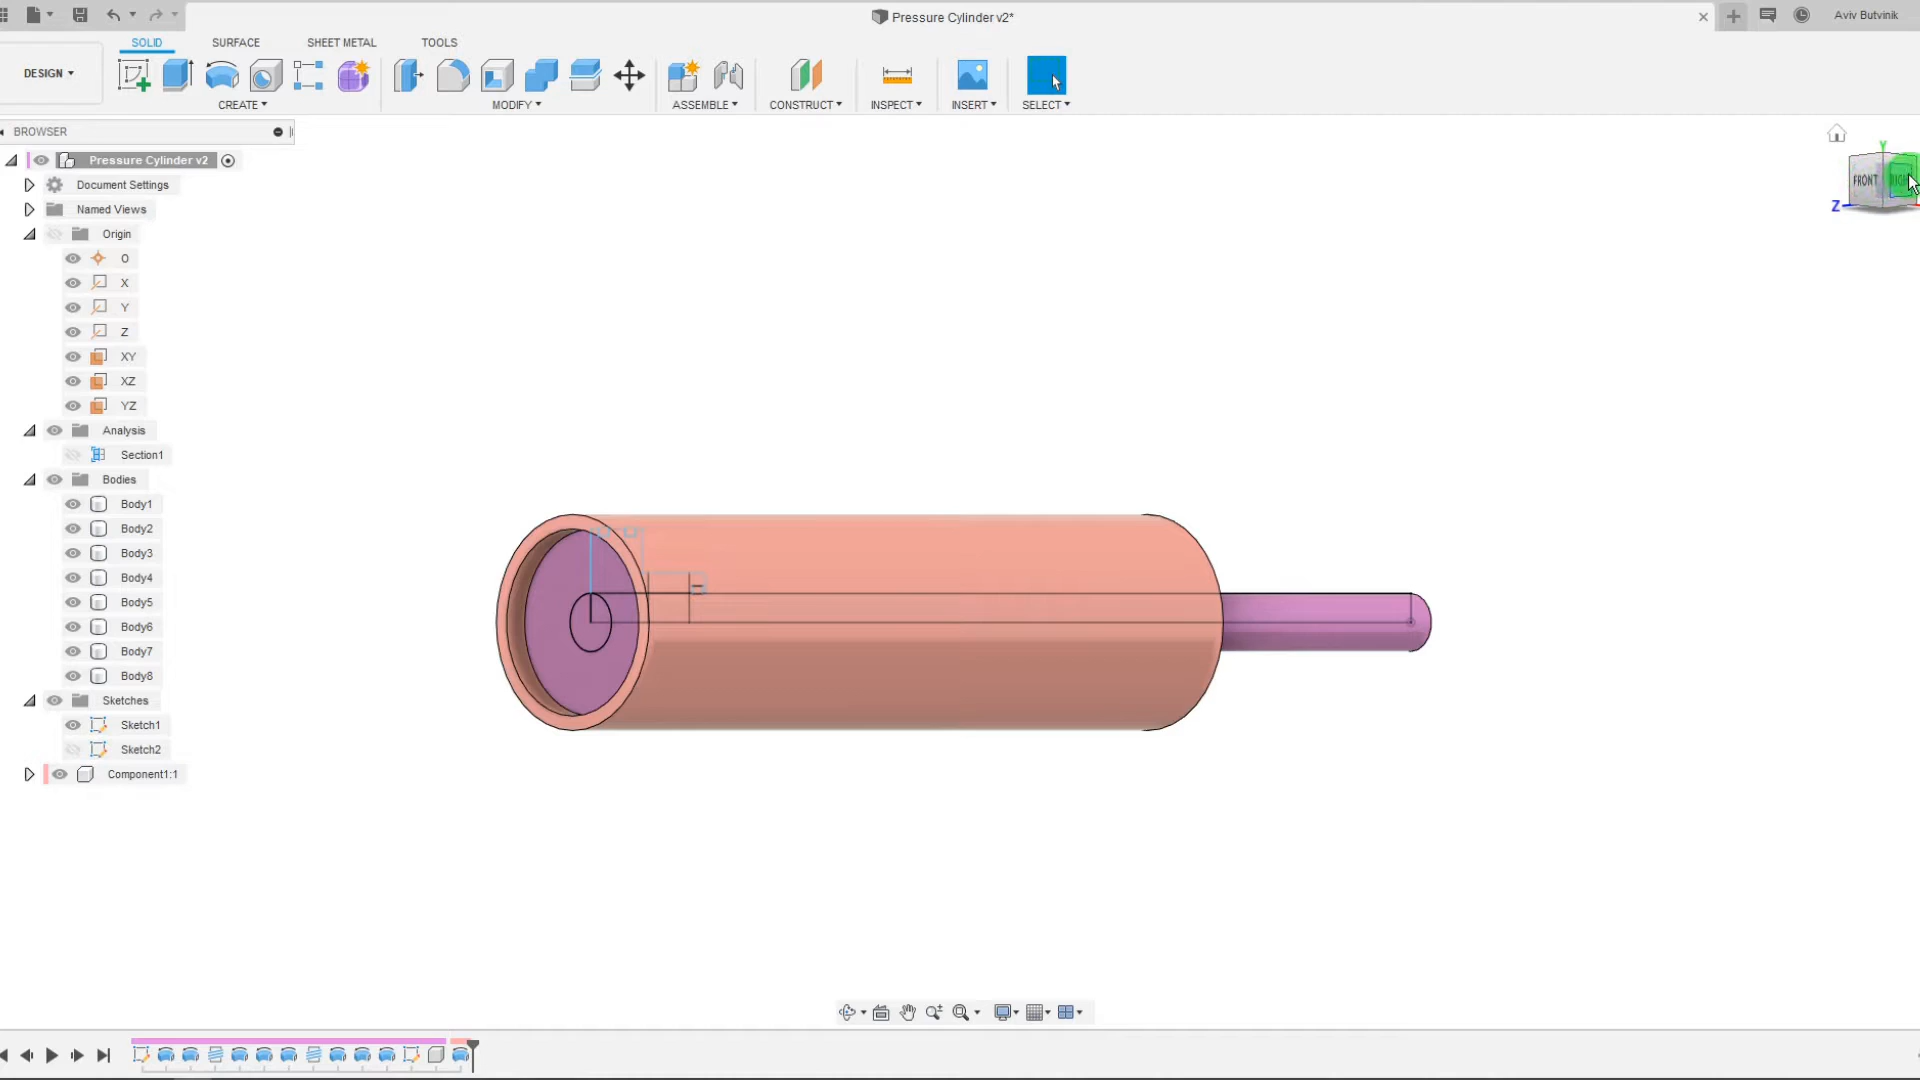 Pressure Cylinder v2*
Aviv Butvinik
SOLID
SURFACE
SHEET METAL
TOOLS
DESIGN
CREATE
MODIFY
ASSEMBLE
CONSTRUCT
INSPECT
INSERT
SELECT
BROWSER
Pressure Cylinder v2
Document Settings
Named Views
Origin
O
X
Y
Z
XY
XZ
YZ
Analysis
Section1
Bodies
Body1
Body2
Body3
Body4
Body5
Body6
Body7
Body8
Sketches
Sketch1
Sketch2
Component1:1
Y
FRONT
Z